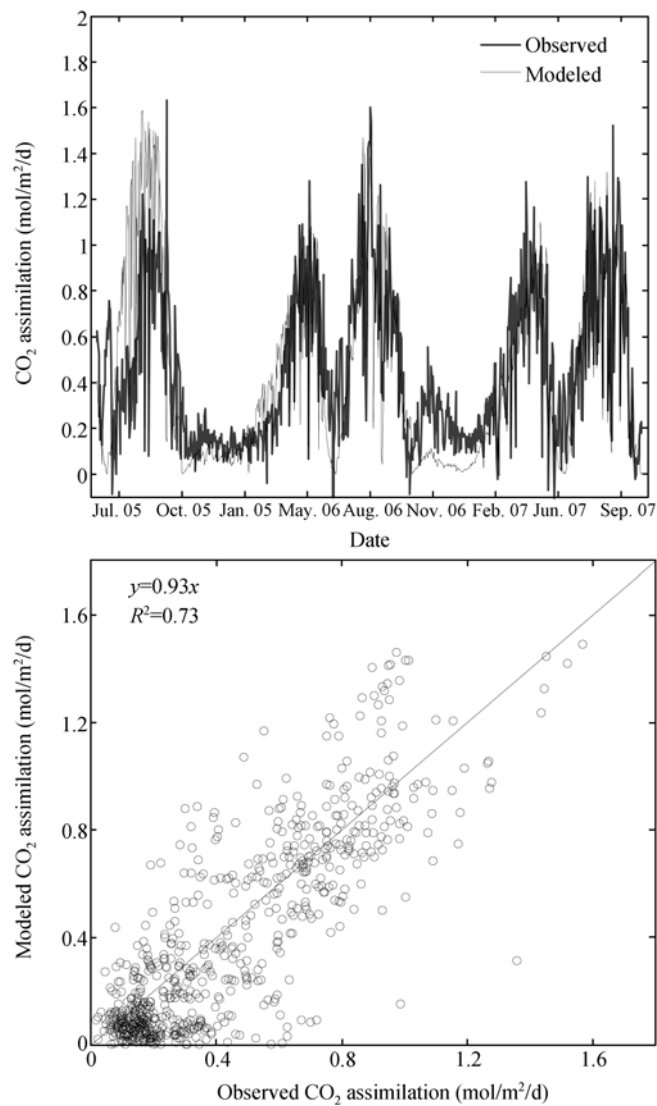 2
1.8
1.6
1.4
1.2
1
0.8
0.6
0.4
0.2
0
CO₂ assimilation (mol/m²/d)
Observed
Modeled
Jul. 05 Oct. 05 Jan. 05 May. 06 Aug. 06 Nov. 06 Feb. 07 Jun. 07 Sep. 07
Date
y=0.93x
R²=0.73
1.6
1.2
0.8
0.4
0
Modeled CO₂ assimilation (mol/m²/d)
0 0.4 0.8 1.2 1.6
Observed CO₂ assimilation (mol/m²/d)